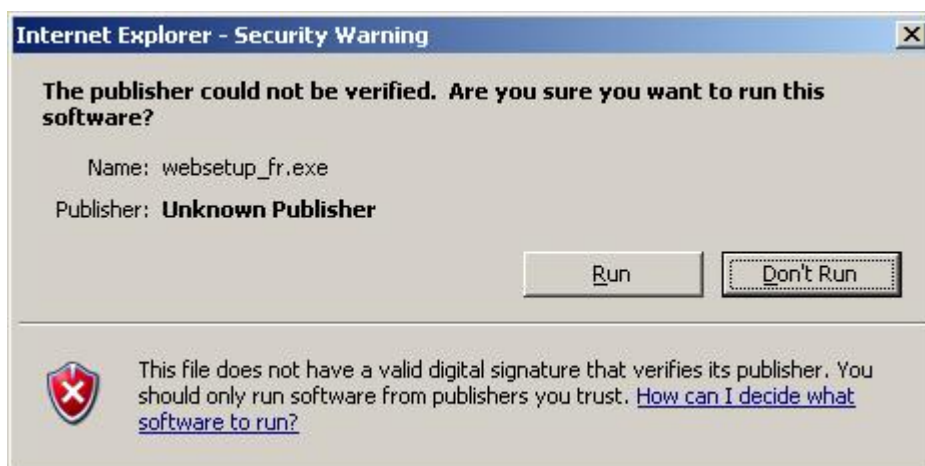 Internet Explorer - Security Warning
The publisher could not be verified.  Are you sure you want to run this
software?
Name: websetup_fr.exe
Publisher: Unknown Publisher
Run
Don't Run
This file does not have a valid digital signature that verifies its publisher. You
should only run software from publishers you trust. How can I decide what
software to run?